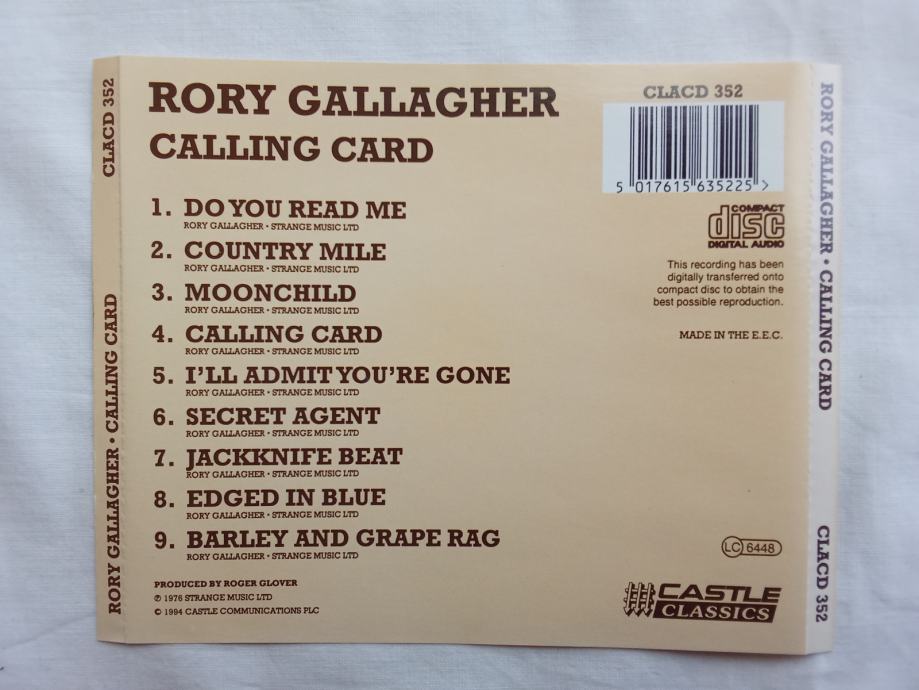 CLACD 352
RORY GALLAGHER • CALLING CARD
RORY GALLAGHER
CALLING CARD
1. DO YOU READ ME
RORY GALLAGHER • STRANGE MUSIC LTD
2. COUNTRY MILE
RORY GALLAGHER • STRANGE MUSIC LTD
3. MOONCHILD
RORY GALLAGHER • STRANGE MUSIC LTD
4. CALLING CARD
RORY GALLAGHER • STRANGE MUSIC LTD
5. I'LL ADMIT YOU'RE GONE
RORY GALLAGHER • STRANGE MUSIC LTD
6. SECRET AGENT
RORY GALLAGHER • STRANGE MUSIC LTD
7. JACKKNIFE BEAT
RORY GALLAGHER • STRANGE MUSIC LTD
8. EDGED IN BLUE
RORY GALLAGHER • STRANGE MUSIC LTD
9. BARLEY AND GRAPE RAG
RORY GALLAGHER • STRANGE MUSIC LTD
PRODUCED BY ROGER GLOVER
℗ 1976 STRANGE MUSIC LTD
© 1994 CASTLE COMMUNICATIONS PLC
CLACD 352
5 017615 635225 >
COMPACT
disc
DIGITAL AUDIO
This recording has been
digitally transferred onto
compact disc to obtain the
best possible reproduction.
MADE IN THE E.E.C.
LC 6448
CASTLE
CLASSICS
RORY GALLAGHER • CALLING CARD
CLACD 352